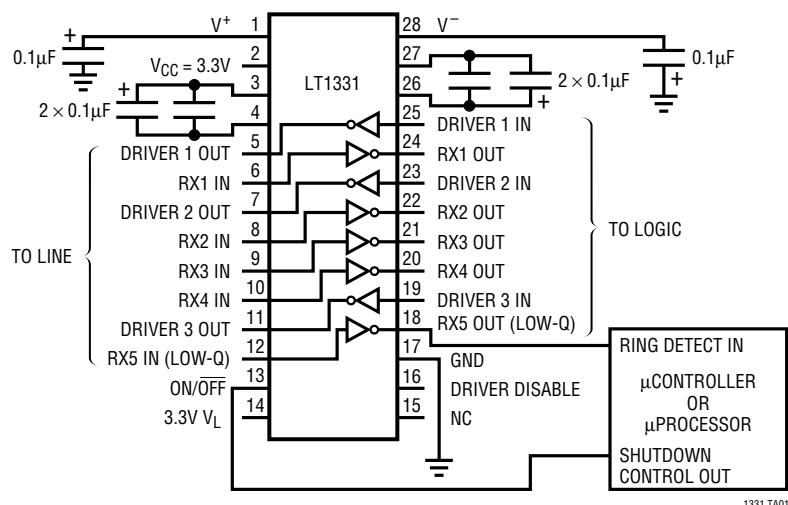 V+ 1
28 V−
0.1µF
2
27
0.1µF
VCC = 3.3V
3
LT1331
26
2 × 0.1µF
2 × 0.1µF
4
25 DRIVER 1 IN
DRIVER 1 OUT 5
24 RX1 OUT
RX1 IN 6
23 DRIVER 2 IN
DRIVER 2 OUT 7
22 RX2 OUT
TO LINE
RX2 IN 8
21 RX3 OUT
TO LOGIC
RX3 IN 9
20 RX4 OUT
RX4 IN 10
19 DRIVER 3 IN
DRIVER 3 OUT 11
18 RX5 OUT (LOW-Q)
RX5 IN (LOW-Q) 12
17 GND
ON/OFF 13
16 DRIVER DISABLE
3.3V VL 14
15 NC
RING DETECT IN
µCONTROLLER
OR
µPROCESSOR
SHUTDOWN
CONTROL OUT
1331 TA01